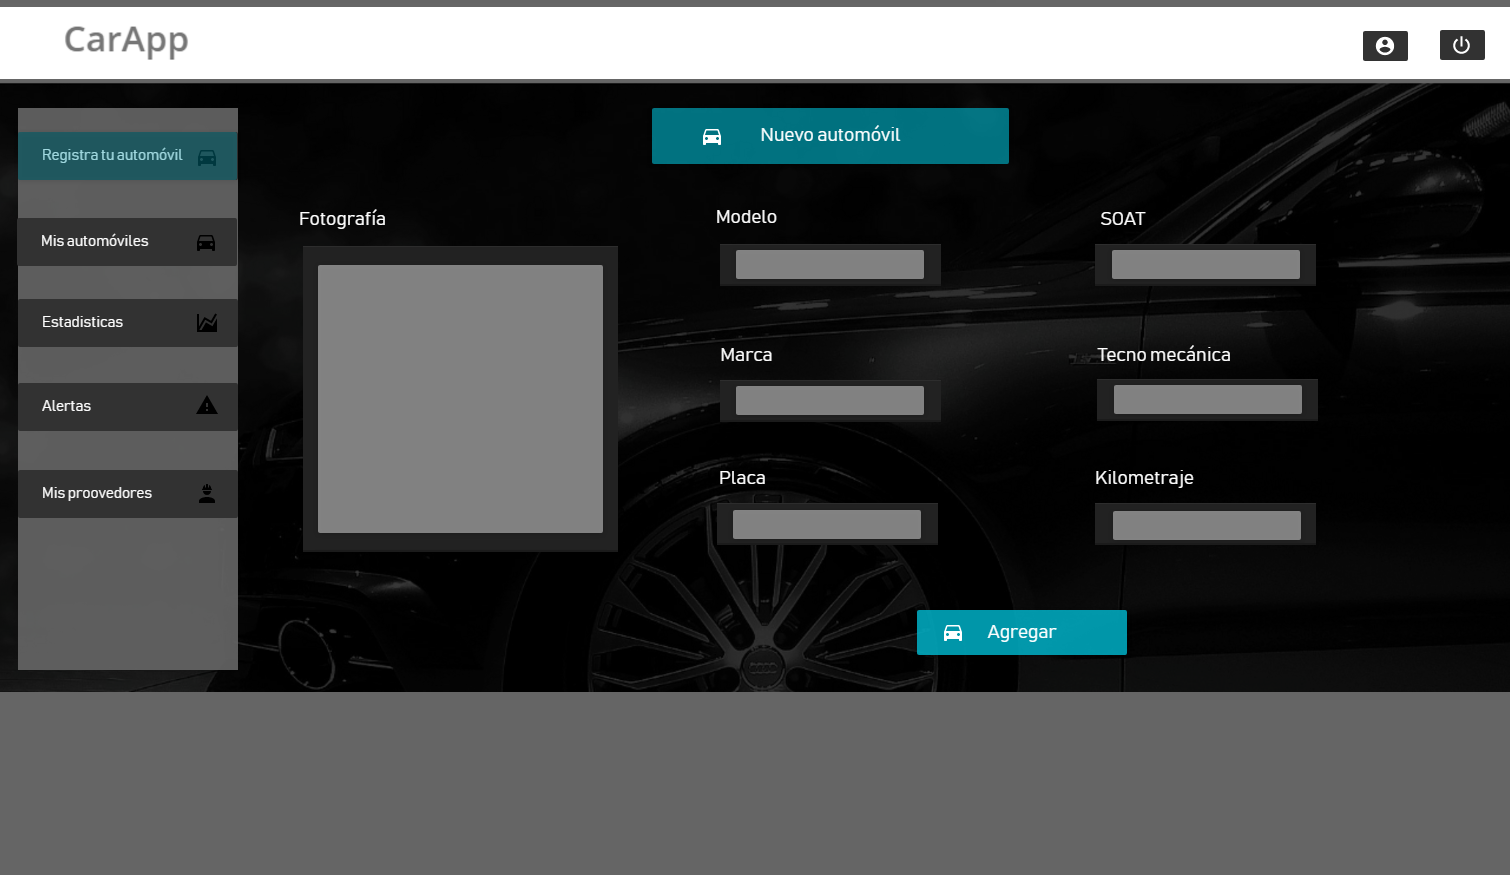 CarApp
Nuevo automóvil
Registra tu automóvil
Mis automóviles
Estadisticas
Alertas
Mis proovedores
Fotografía
Modelo
SOAT
Marca
Tecno mecánica
Placa
Kilometraje
Agregar